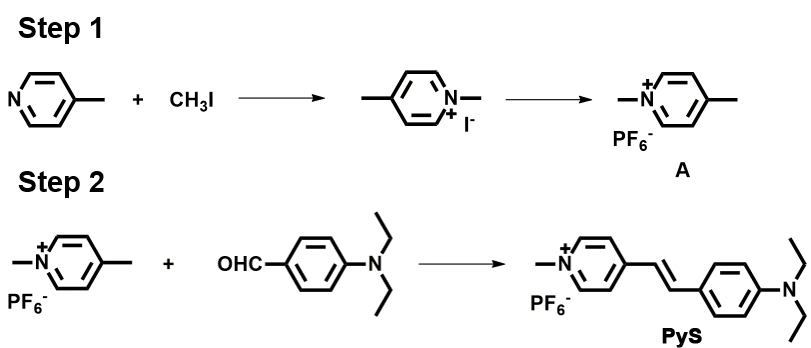 Step 1
N + CH3I N + I- + N PF6-
A
Step 2
+ N PF6- + OHC N + N PF6- N
PyS